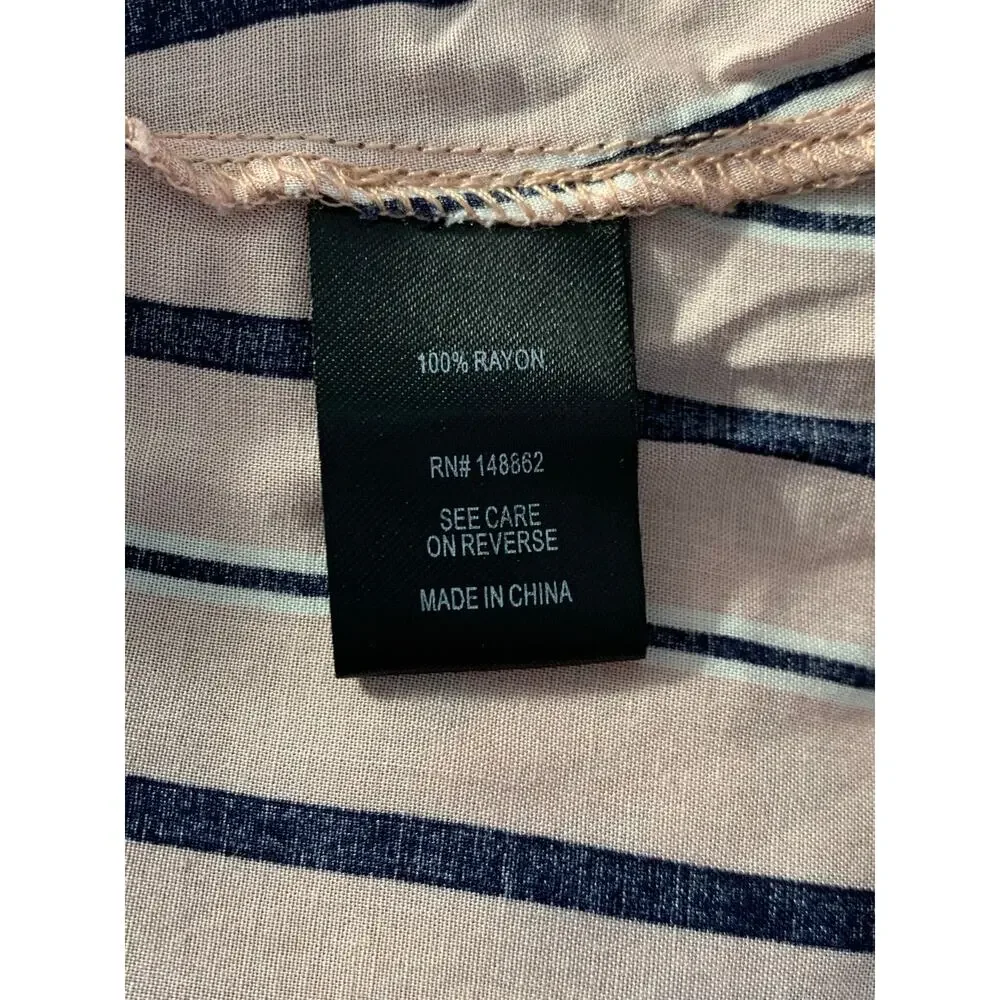 100% RAYON
RN# 148862
SEE CARE
ON REVERSE
MADE IN CHINA